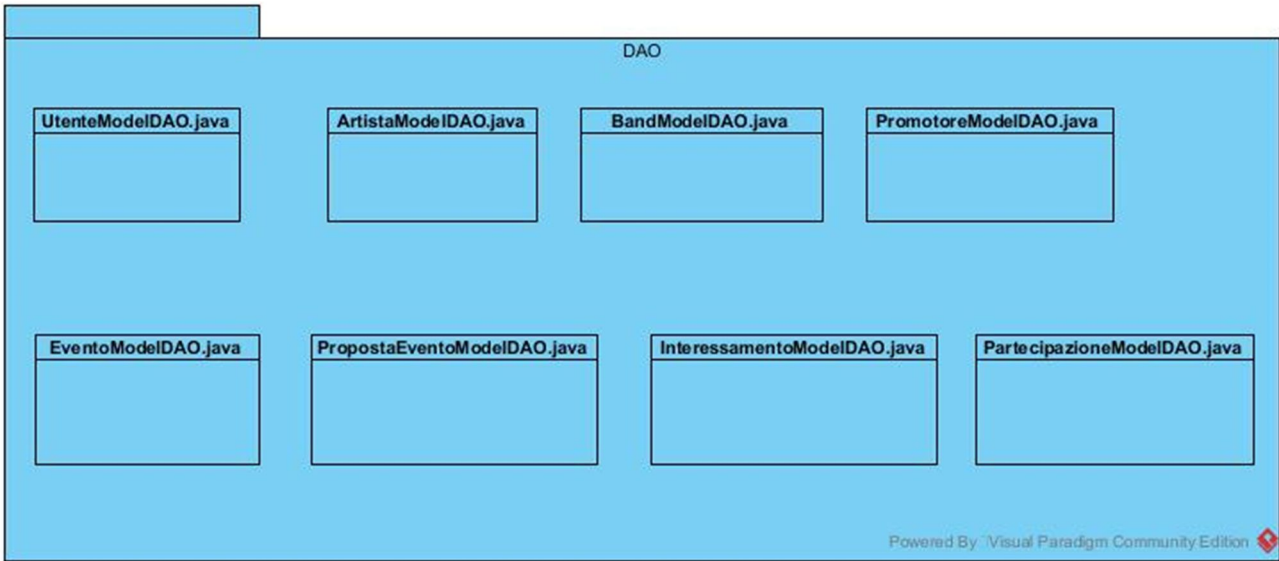 DAO
UtenteModelDAO.java
ArtistaModelDAO.java
BandModelDAO.java
PromotoreModelDAO.java
EventoModelDAO.java
PropostaEventoModelDAO.java
InteressamentoModelDAO.java
PartecipazioneModelDAO.java
Powered By Visual Paradigm Community Edition